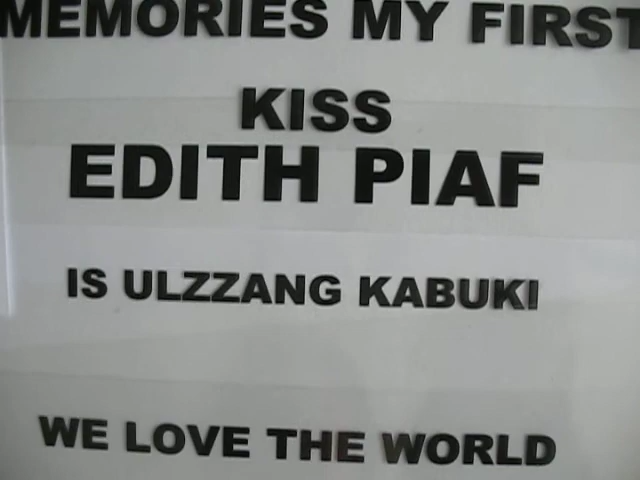 MEMORIES MY FIRST
KISS
EDITH PIAF
IS ULZZANG KABUKI
WE LOVE THE WORLD